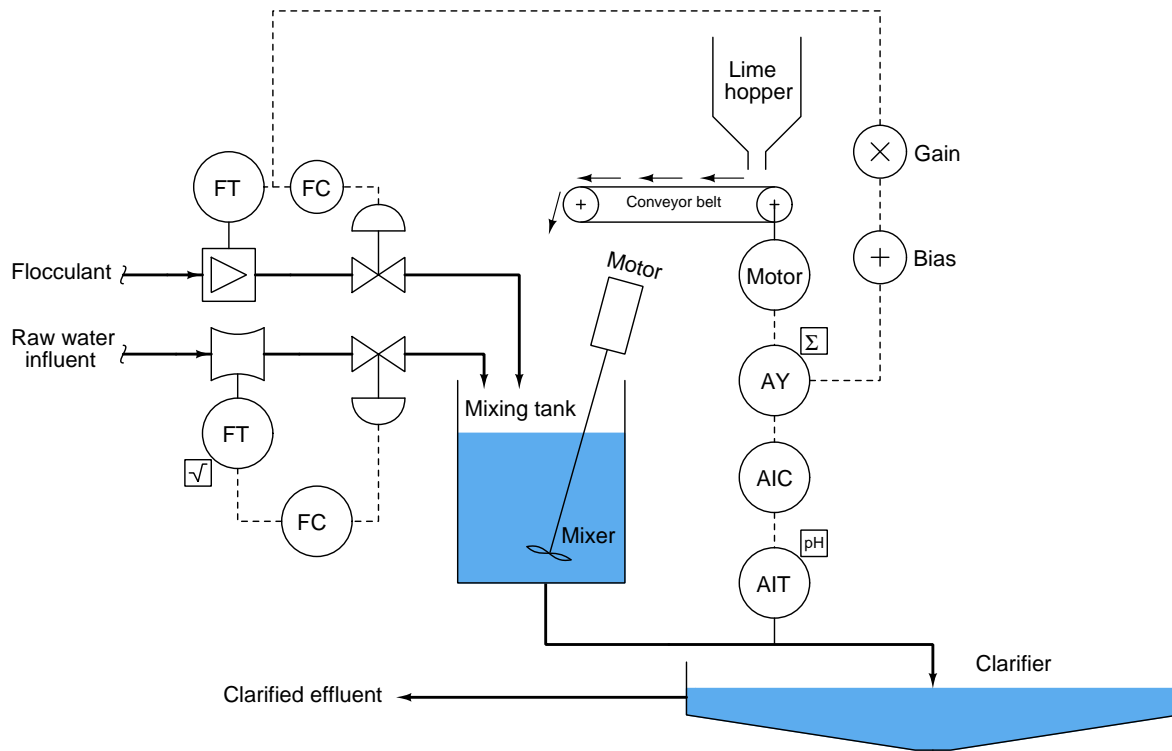 Lime
hopper
FT
FC
Gain
Conveyor belt
Flocculant
Motor
Motor
Bias
Raw water
influent
Σ
AY
Mixing tank
FT
√
FC
AIC
Mixer
pH
AIT
Clarifier
Clarified effluent